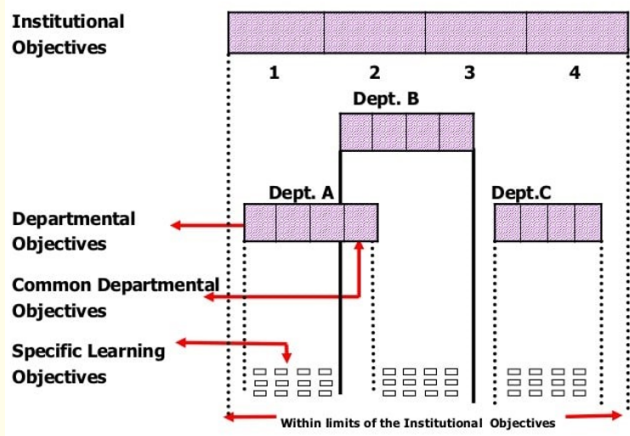 Institutional
Objectives
1 2 3 4
Dept. B
Dept. A
Dept.C
Departmental
Objectives
Common Departmental
Objectives
Specific Learning
Objectives
Within limits of the Institutional Objectives